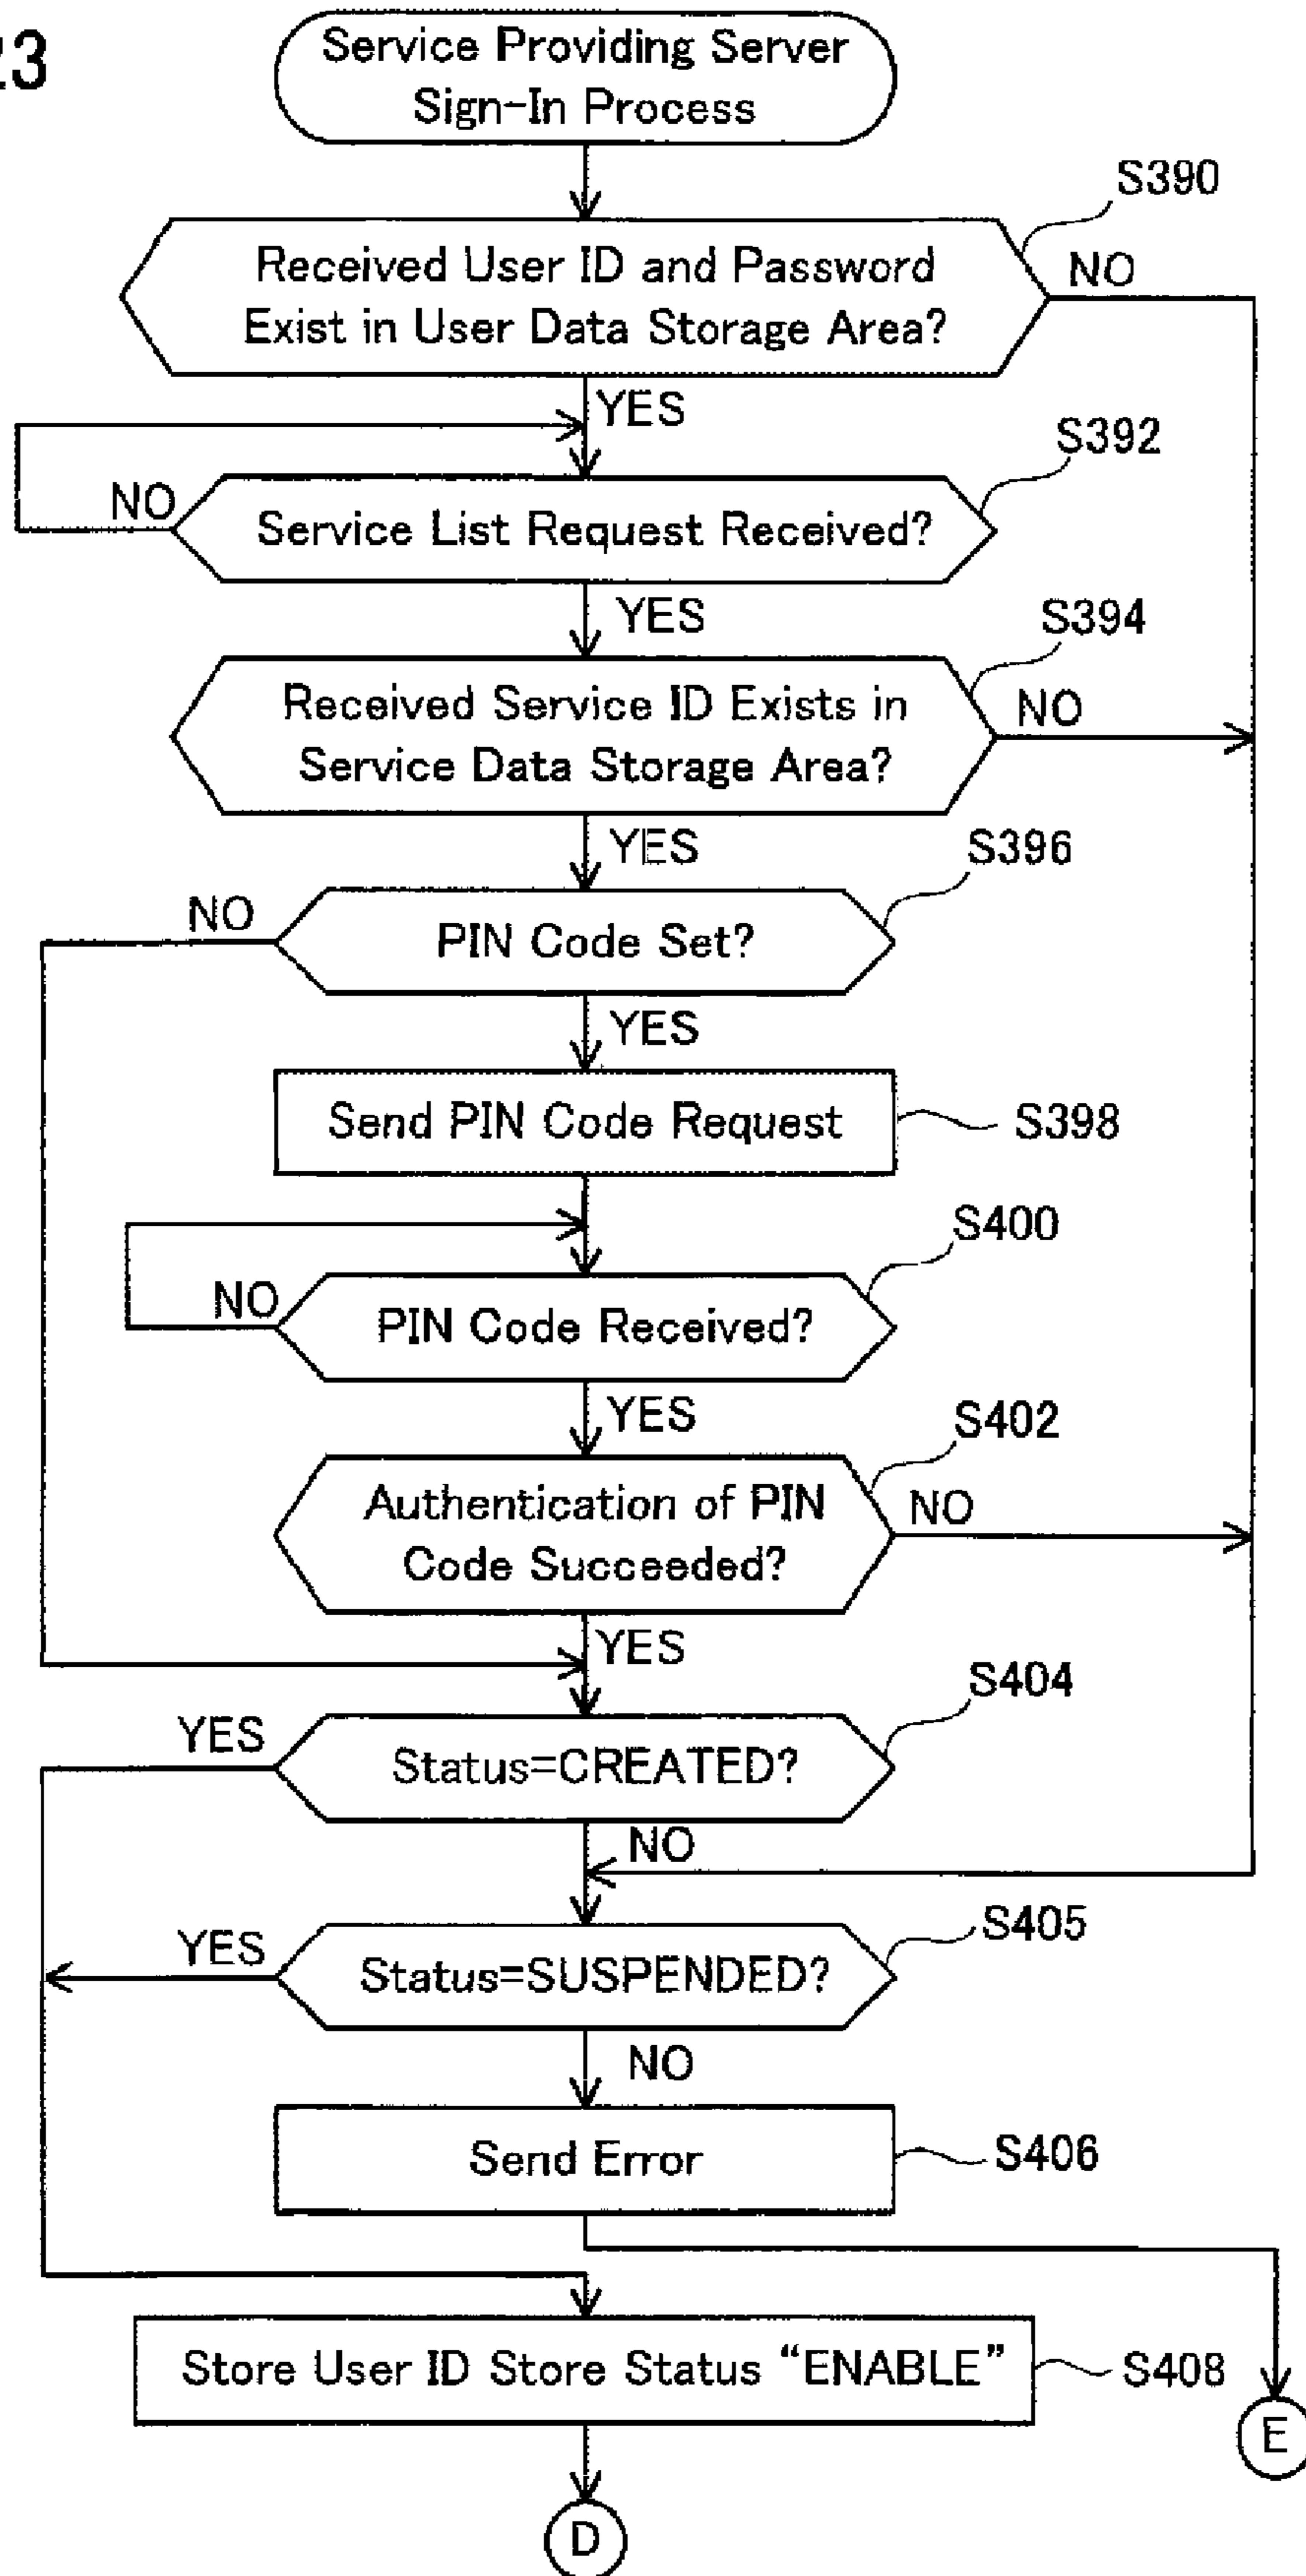 23
Service Providing Server
Sign-In Process
S390
Received User ID and Password
Exist in User Data Storage Area?
NO
YES
S392
NO
Service List Request Received?
YES
S394
Received Service ID Exists in
Service Data Storage Area?
NO
YES
S396
NO
PIN Code Set?
YES
Send PIN Code Request
S398
S400
NO
PIN Code Received?
YES
S402
Authentication of PIN
Code Succeeded?
NO
YES
S404
YES
Status=CREATED?
NO
S405
YES
Status=SUSPENDED?
NO
Send Error
S406
Store User ID Store Status “ENABLE”
S408
E
D